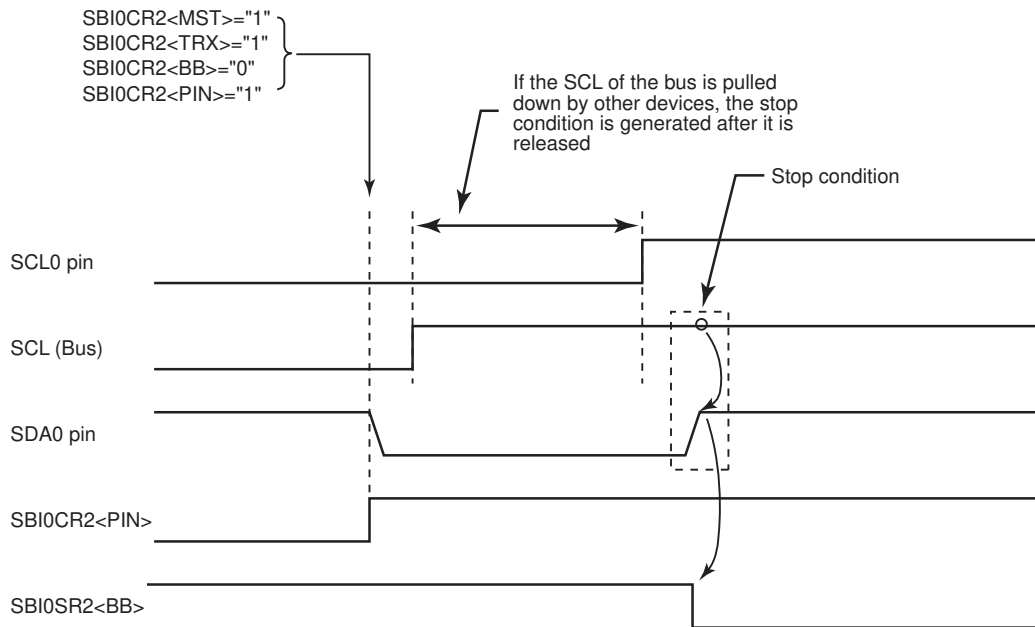 SBI0CR2<MST>="1"
SBI0CR2<TRX>="1"
SBI0CR2<BB>="0"
SBI0CR2<PIN>="1"
If the SCL of the bus is pulled
down by other devices, the stop
condition is generated after it is
released
Stop condition
SCL0 pin
SCL (Bus)
SDA0 pin
SBI0CR2<PIN>
SBI0SR2<BB>